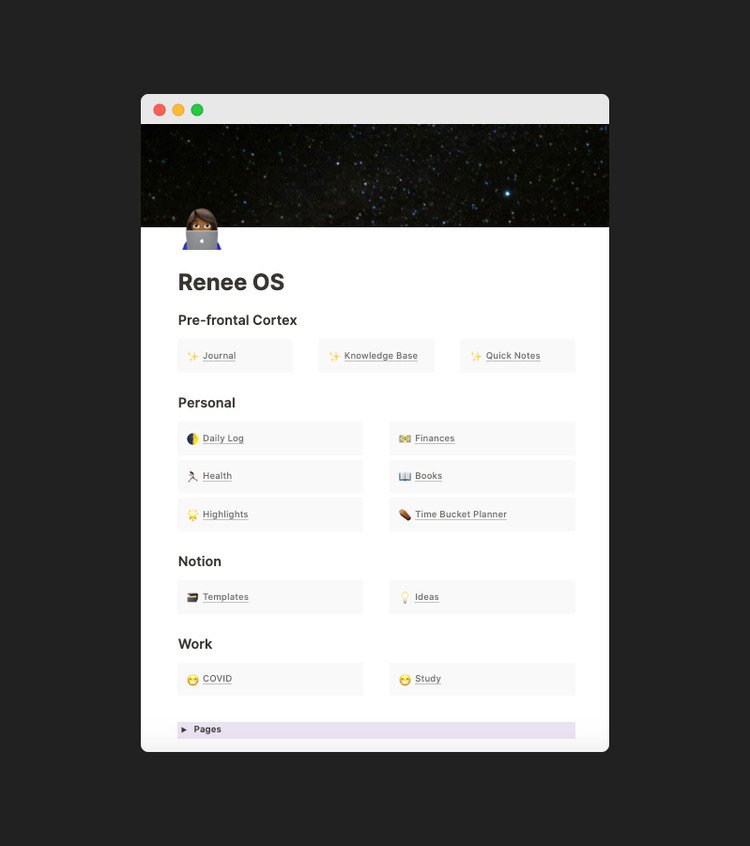 Renee OS
Pre-frontal Cortex
Journal
Knowledge Base
Quick Notes
Personal
Daily Log
Finances
Health
Books
Highlights
Time Bucket Planner
Notion
Templates
Ideas
Work
COVID
Study
Pages